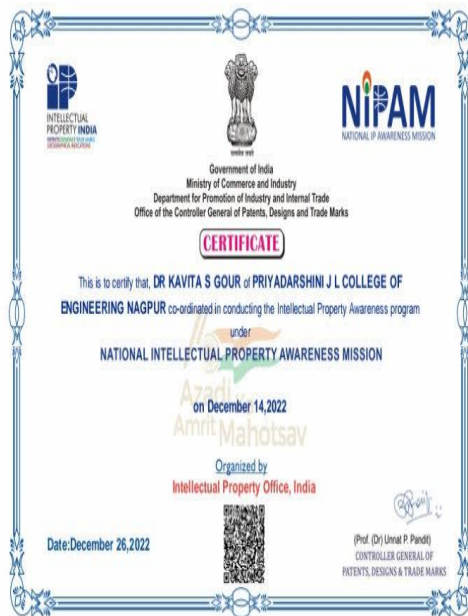 INTELLECTUAL
PROPERTY INDIA
NiPAM
NATIONAL IP AWARENESS MISSION
Government of India
Ministry of Commerce and Industry
Department for Promotion of Industry and Internal Trade
Office of the Controller General of Patents, Designs and Trade Marks
CERTIFICATE
This is to certify that, DR KAVITA S GOUR of PRIYADARSHINI J L COLLEGE OF
ENGINEERING NAGPUR co-ordinated in conducting the Intellectual Property Awareness program
under
NATIONAL INTELLECTUAL PROPERTY AWARENESS MISSION
Azadi
on December 14,2022
Amrit Mahotsav
Organized by
Intellectual Property Office, India
Date:December 26,2022
(Prof. (Dr) Unnat P. Pandit)
CONTROLLER GENERAL OF
PATENTS, DESIGNS & TRADE MARKS